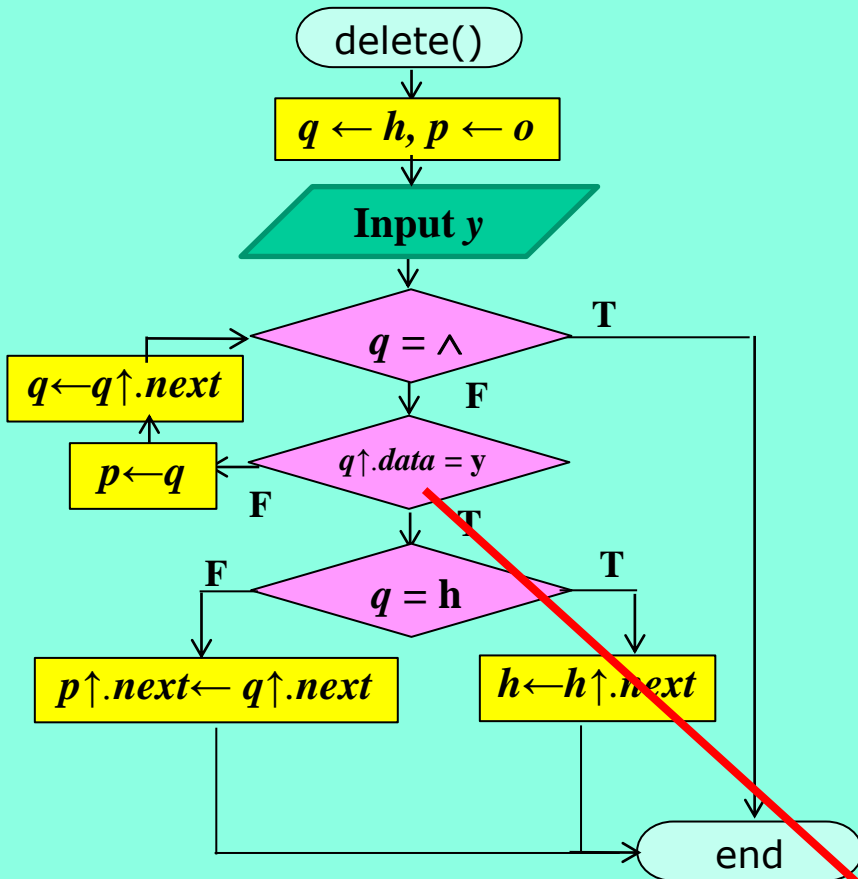 delete()
q ← h, p ← o
Input y
q = ∧
T
q←q↑.next
F
q↑.data = y
p←q
F
T
q = h
F
T
p↑.next← q↑.next
h←h↑.next
end